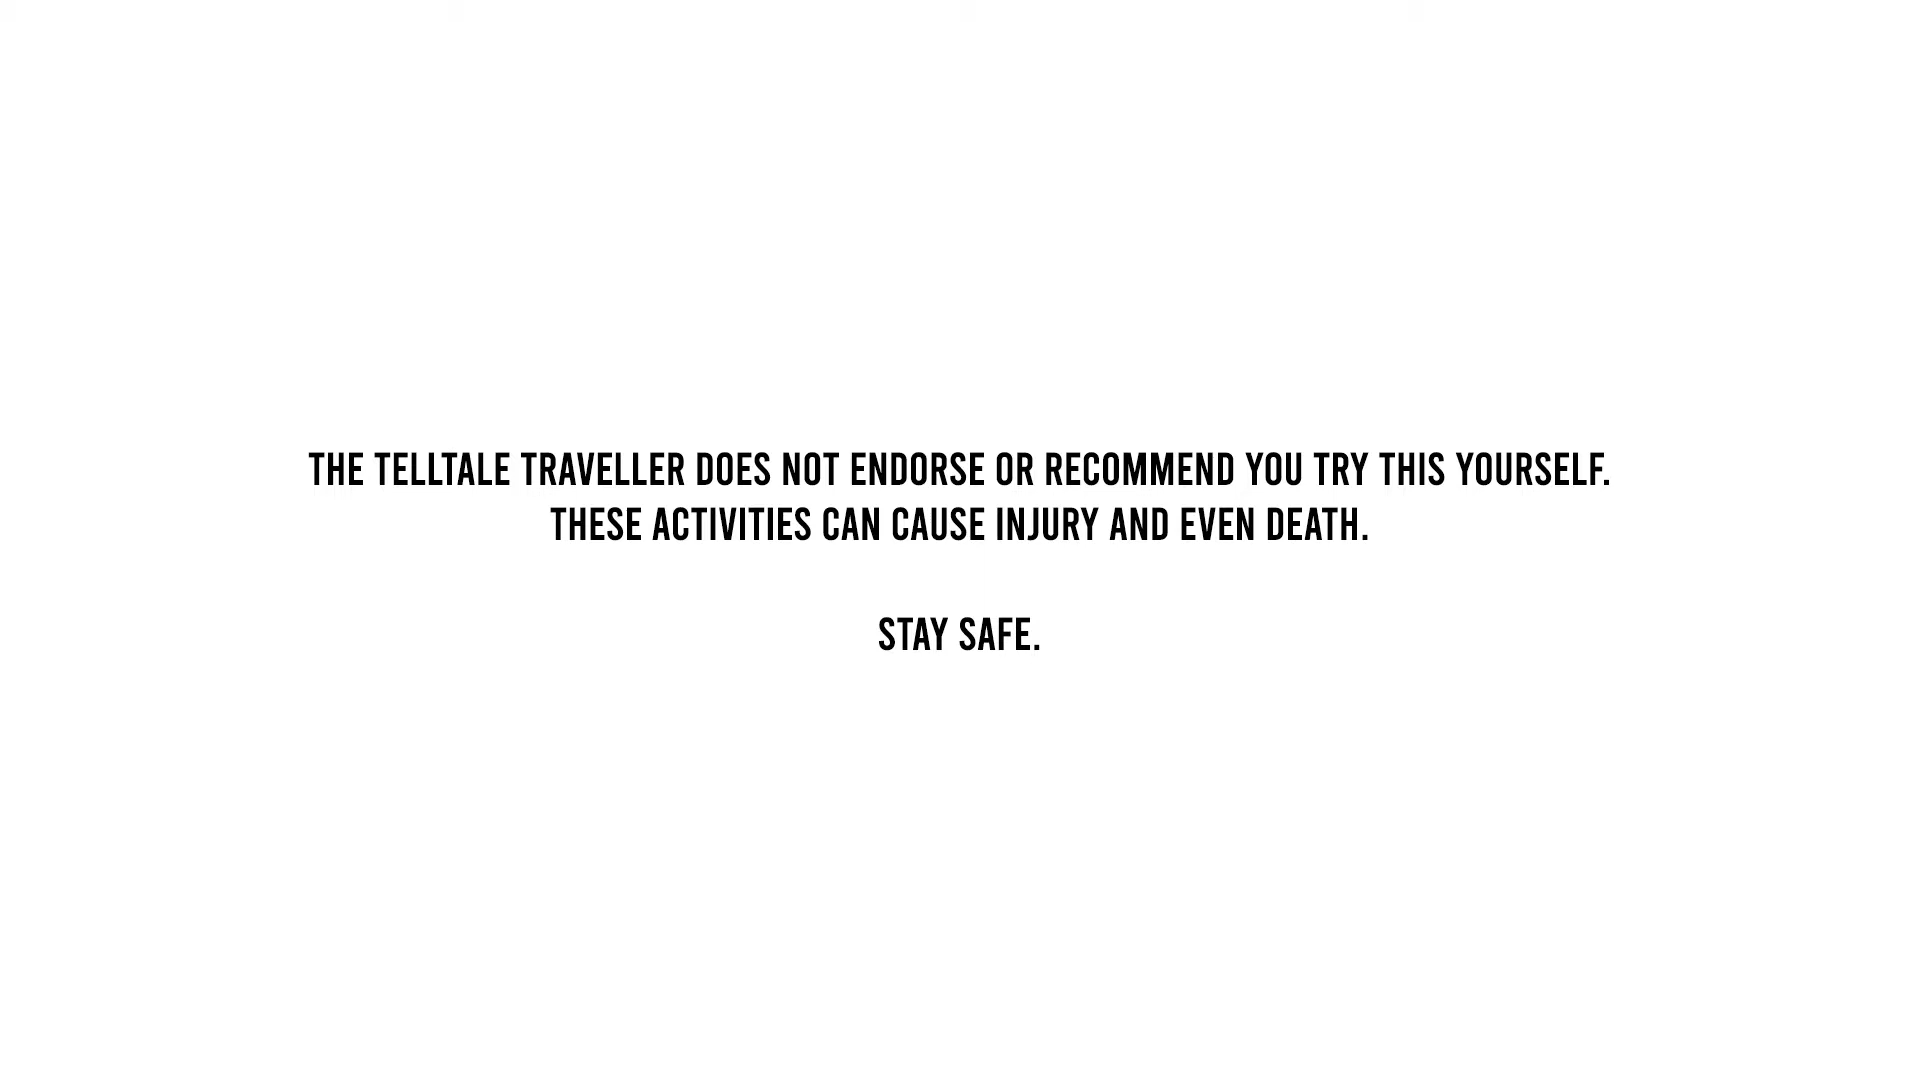 THE TELLTALE TRAVELLER DOES NOT ENDORSE OR RECOMMEND YOU TRY THIS YOURSELF.
THESE ACTIVITIES CAN CAUSE INJURY AND EVEN DEATH.
STAY SAFE.